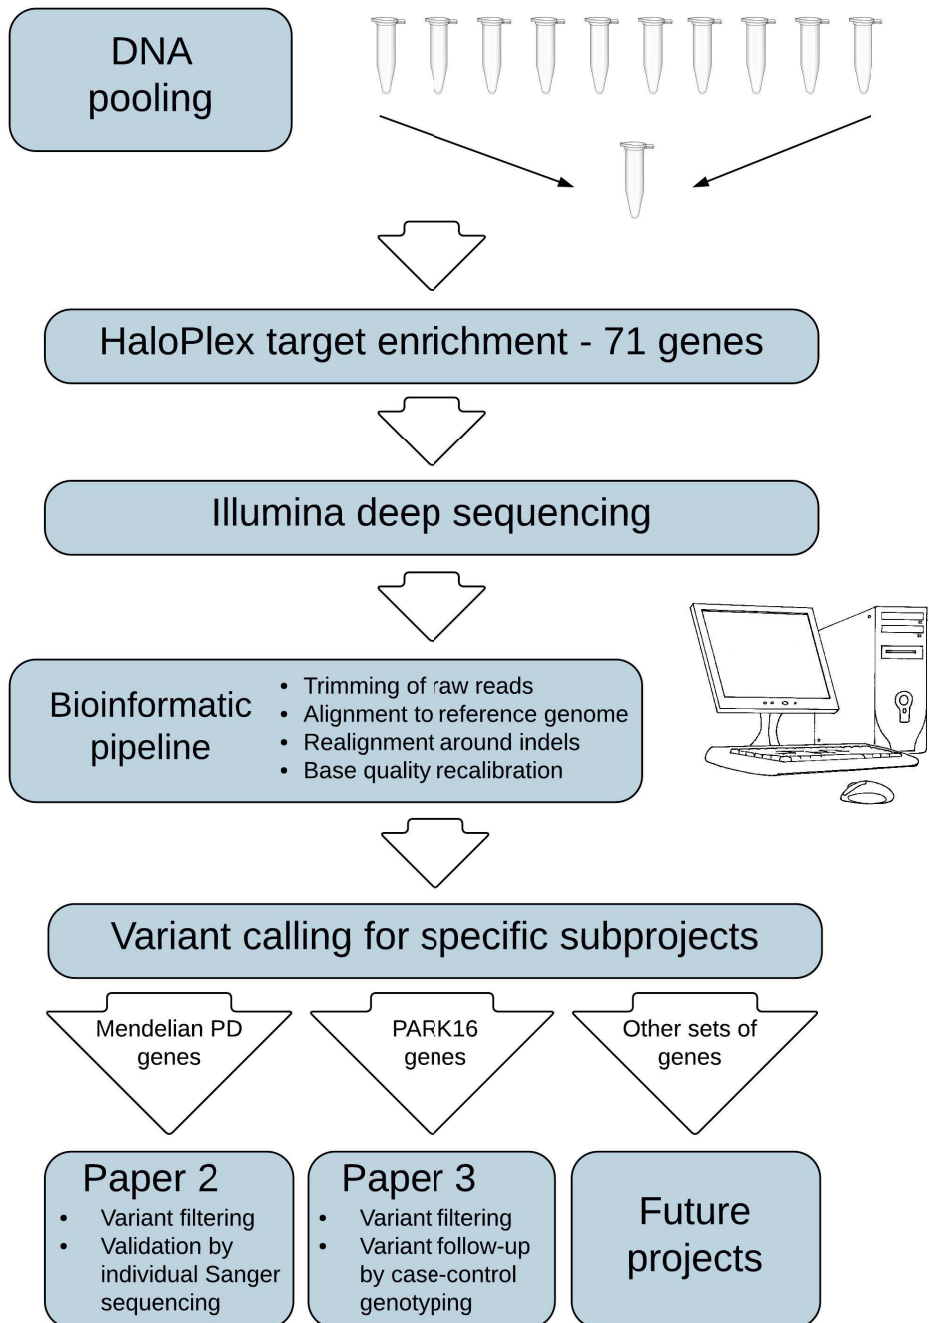 DNA
pooling
HaloPlex target enrichment - 71 genes
Illumina deep sequencing
Bioinformatic
pipeline
• Trimming of raw reads
• Alignment to reference genome
• Realignment around indels
• Base quality recalibration
Variant calling for specific subprojects
Mendelian PD
genes
PARK16
genes
Other sets of
genes
Paper 2
• Variant filtering
• Validation by
individual Sanger
sequencing
Paper 3
• Variant filtering
• Variant follow-up
by case-control
genotyping
Future
projects